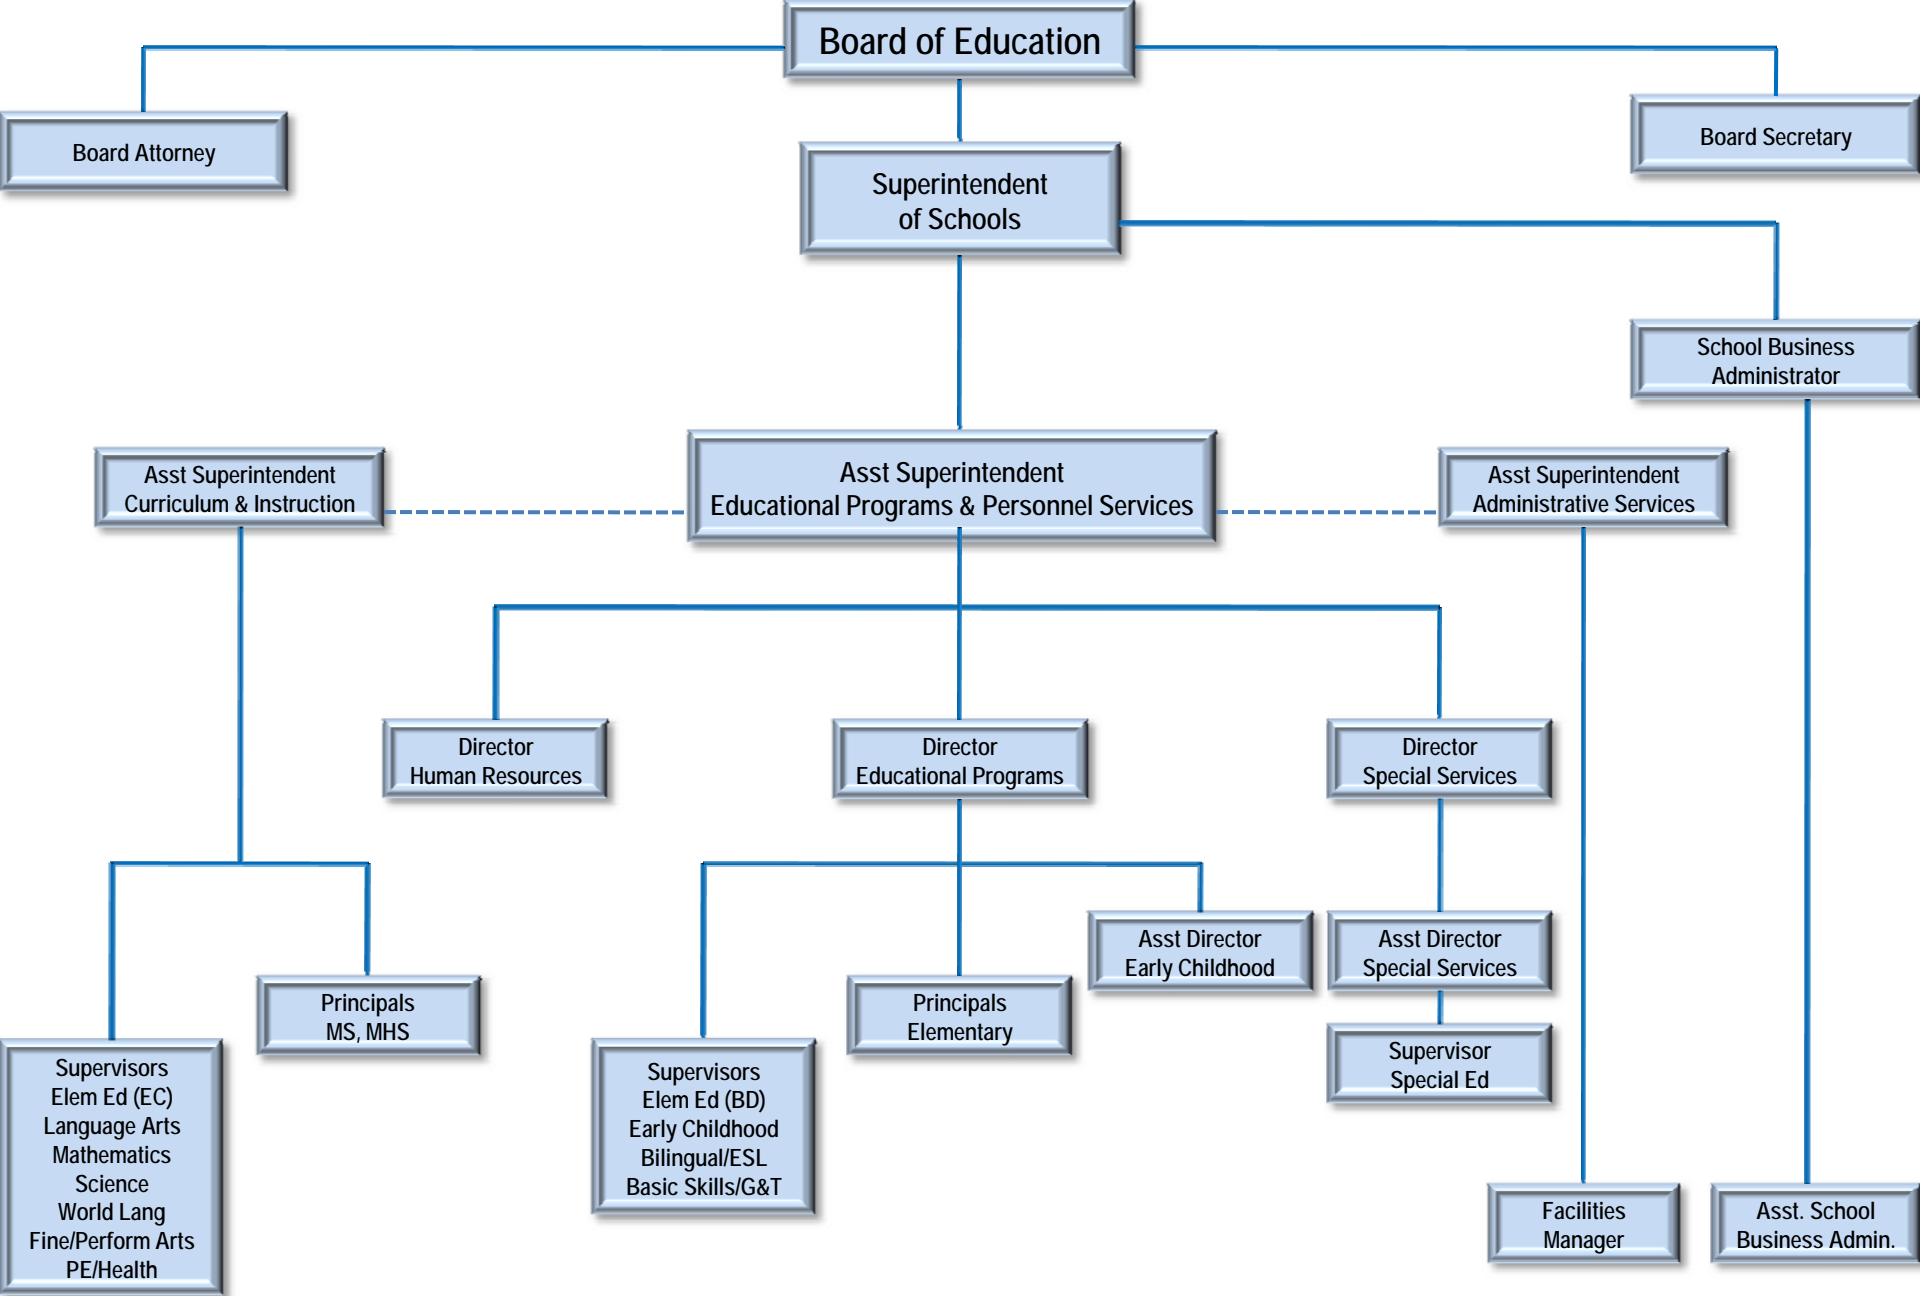 Board of Education
Board Attorney
Board Secretary
Superintendent
of Schools
School Business
Administrator
Asst Superintendent
Curriculum & Instruction
Asst Superintendent
Educational Programs & Personnel Services
Asst Superintendent
Administrative Services
Director
Human Resources
Director
Educational Programs
Director
Special Services
Asst Director
Early Childhood
Asst Director
Special Services
Principals
MS, MHS
Principals
Elementary
Supervisor
Special Ed
Supervisors
Elem Ed (EC)
Language Arts
Mathematics
Science
World Lang
Fine/Perform Arts
PE/Health
Supervisors
Elem Ed (BD)
Early Childhood
Bilingual/ESL
Basic Skills/G&T
Facilities
Manager
Asst. School
Business Admin.